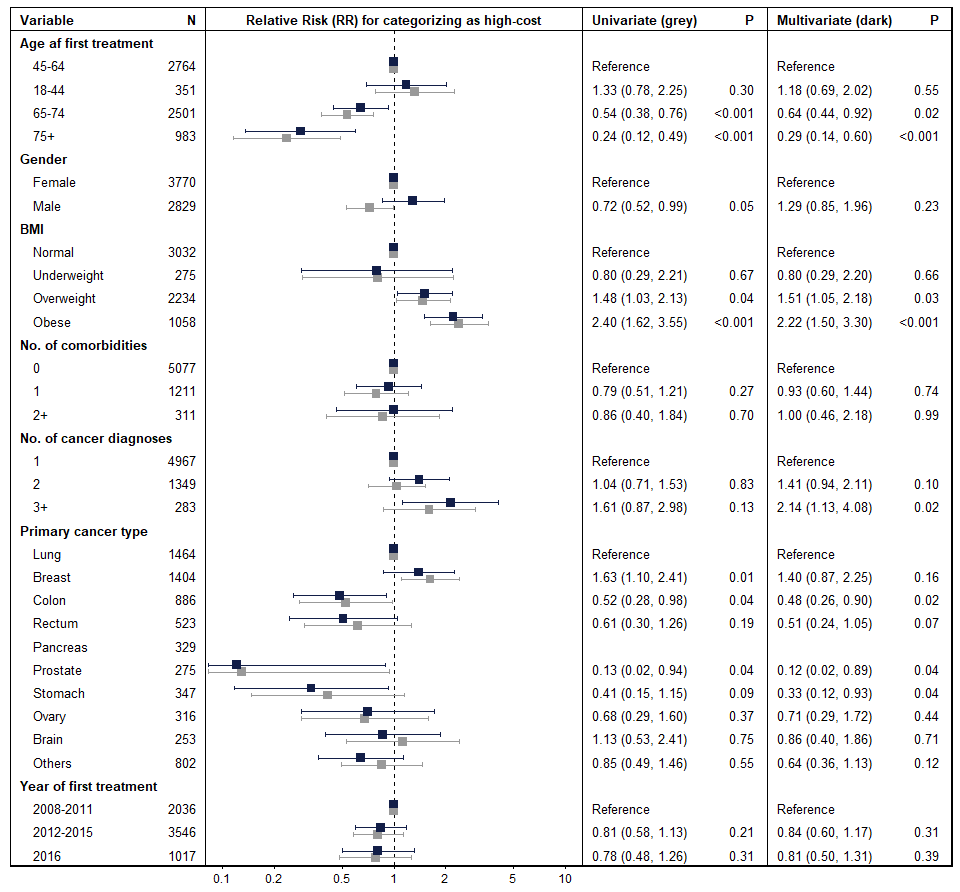 Variable N Relative Risk (RR) for categorizing as high-cost Univariate (grey) P Multivariate (dark) P
Age af first treatment
45-64 2764 Reference Reference
18-44 351 1.33 (0.78, 2.25) 0.30 1.18 (0.69, 2.02) 0.55
65-74 2501 0.54 (0.38, 0.76) <0.001 0.64 (0.44, 0.92) 0.02
75+ 983 0.24 (0.12, 0.49) <0.001 0.29 (0.14, 0.60) <0.001
Gender
Female 3770 Reference Reference
Male 2829 0.72 (0.52, 0.99) 0.05 1.29 (0.85, 1.96) 0.23
BMI
Normal 3032 Reference Reference
Underweight 275 0.80 (0.29, 2.21) 0.67 0.80 (0.29, 2.20) 0.66
Overweight 2234 1.48 (1.03, 2.13) 0.04 1.51 (1.05, 2.18) 0.03
Obese 1058 2.40 (1.62, 3.55) <0.001 2.22 (1.50, 3.30) <0.001
No. of comorbidities
0 5077 Reference Reference
1 1211 0.79 (0.51, 1.21) 0.27 0.93 (0.60, 1.44) 0.74
2+ 311 0.86 (0.40, 1.84) 0.70 1.00 (0.46, 2.18) 0.99
No. of cancer diagnoses
1 4967 Reference Reference
2 1349 1.04 (0.71, 1.53) 0.83 1.41 (0.94, 2.11) 0.10
3+ 283 1.61 (0.87, 2.98) 0.13 2.14 (1.13, 4.08) 0.02
Primary cancer type
Lung 1464 Reference Reference
Breast 1404 1.63 (1.10, 2.41) 0.01 1.40 (0.87, 2.25) 0.16
Colon 886 0.52 (0.28, 0.98) 0.04 0.48 (0.26, 0.90) 0.02
Rectum 523 0.61 (0.30, 1.26) 0.19 0.51 (0.24, 1.05) 0.07
Pancreas 329
Prostate 275 0.13 (0.02, 0.94) 0.04 0.12 (0.02, 0.89) 0.04
Stomach 347 0.41 (0.15, 1.15) 0.09 0.33 (0.12, 0.93) 0.04
Ovary 316 0.68 (0.29, 1.60) 0.37 0.71 (0.29, 1.72) 0.44
Brain 253 1.13 (0.53, 2.41) 0.75 0.86 (0.40, 1.86) 0.71
Others 802 0.85 (0.49, 1.46) 0.55 0.64 (0.36, 1.13) 0.12
Year of first treatment
2008-2011 2036 Reference Reference
2012-2015 3546 0.81 (0.58, 1.13) 0.21 0.84 (0.60, 1.17) 0.31
2016 1017 0.78 (0.48, 1.26) 0.31 0.81 (0.50, 1.31) 0.39
0.1 0.2 0.5 1 2 5 10